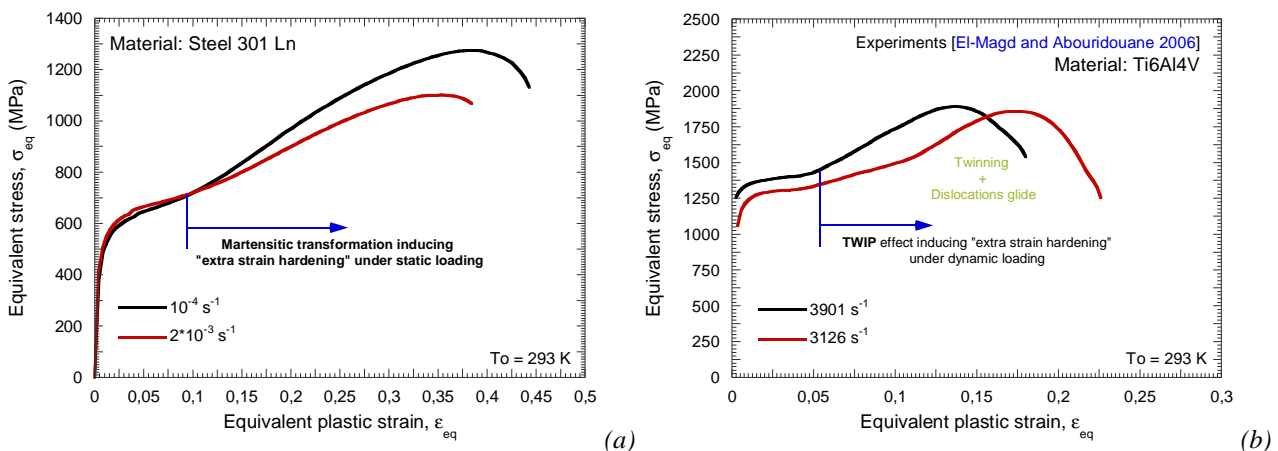 Material: Steel 301 Ln
Equivalent stress, σeq (MPa)
1400
1200
1000
800
600
400
200
0
Martensitic transformation inducing
"extra strain hardening" under static loading
10-4 s-1
2*10-3 s-1
To = 293 K
0 0,05 0,1 0,15 0,2 0,25 0,3 0,35 0,4 0,45 0,5
Equivalent plastic strain, εeq
(a)
Experiments [El-Magd and Abouridouane 2006]
Material: Ti6Al4V
Equivalent stress, σeq (MPa)
2500
2250
2000
1750
1500
1250
1000
750
500
250
0
Twinning
+
Dislocations glide
TWIP effect inducing "extra strain hardening"
under dynamic loading
3901 s-1
3126 s-1
To = 293 K
0 0,05 0,1 0,15 0,2 0,25 0,3
Equivalent plastic strain, εeq
(b)